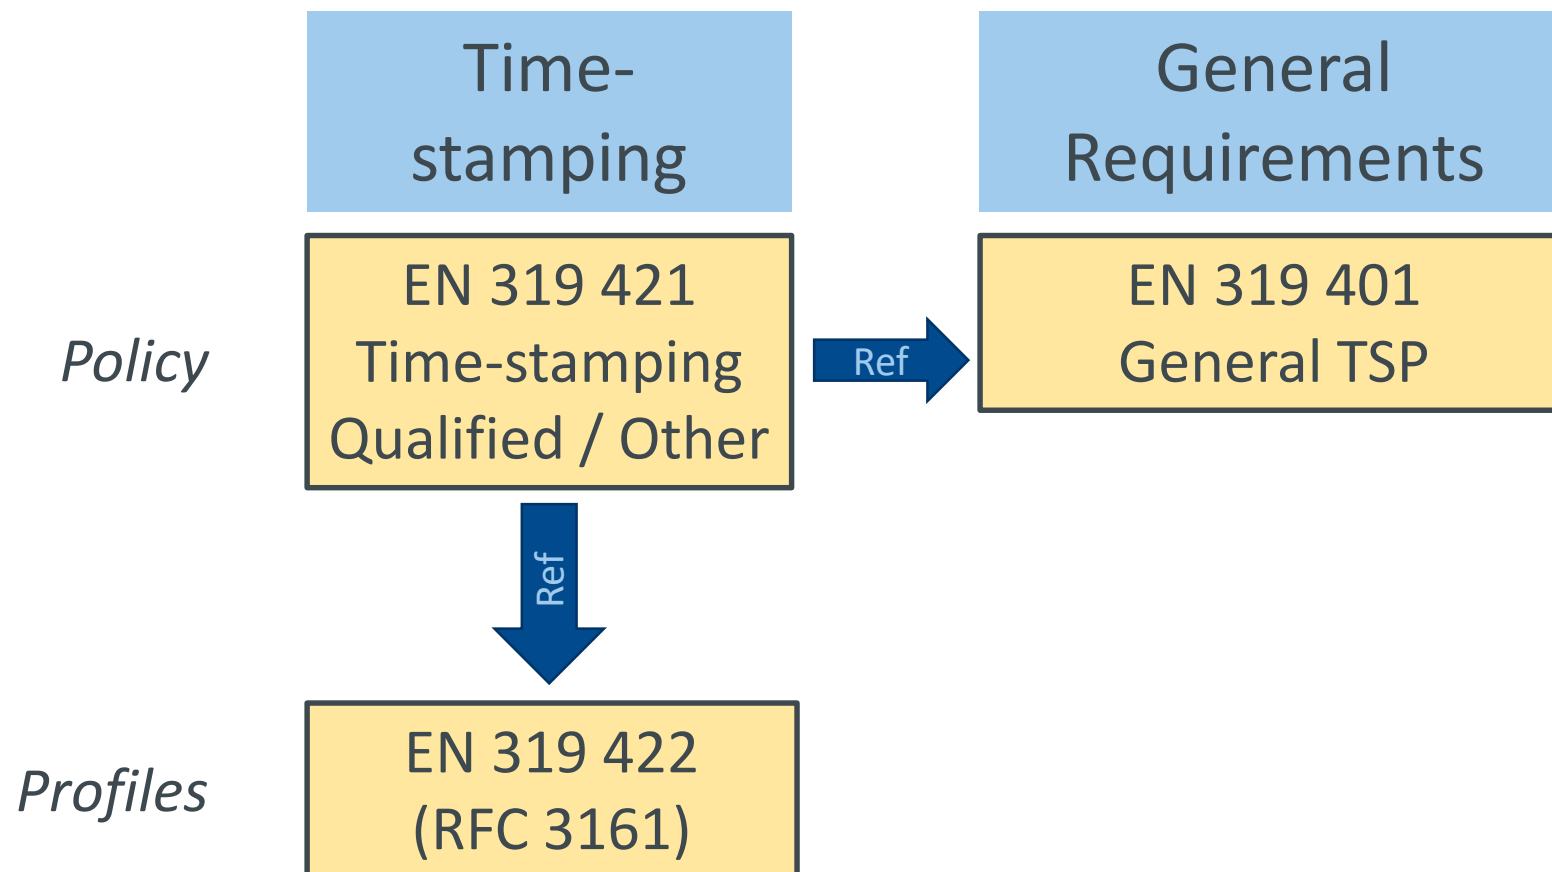 Time-
stamping
General
Requirements
Policy
EN 319 421
Time-stamping
Qualified / Other
Ref
EN 319 401
General TSP
Ref
Profiles
EN 319 422
(RFC 3161)